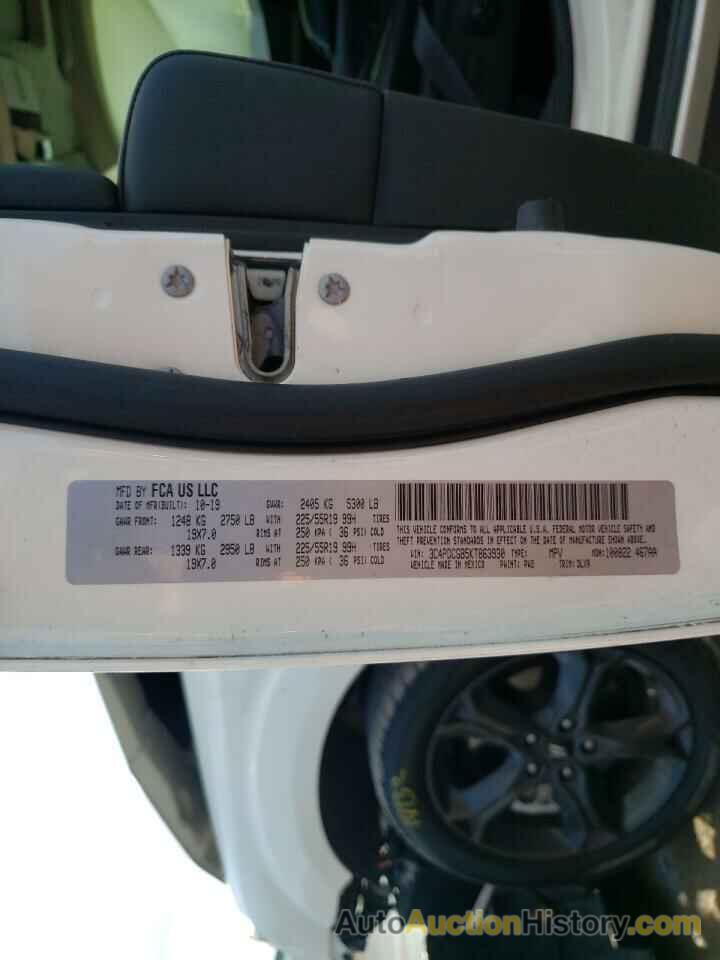 MFD BY FCA US LLC
DATE OF MFR(BUILT): 10-19 GVWR: 2405 KG 5300 LB
GAWR FRONT: 1248 KG 2750 LB WITH 225/55R19 99H TIRES
19X7.0 RIMS AT 250 KPA ( 36 PSI) COLD
GAWR REAR: 1339 KG 2950 LB WITH 225/55R19 99H TIRES
19X7.0 RIMS AT 250 KPA ( 36 PSI) COLD
THIS VEHICLE CONFORMS TO ALL APPLICABLE U.S.A. FEDERAL MOTOR VEHICLE SAFETY AND
THEFT PREVENTION STANDARDS IN EFFECT ON THE DATE OF MANUFACTURE SHOWN ABOVE.
VIN: 3C4PDCGB5KT863930 TYPE: MPV MDH: 100822 467AA
VEHICLE MADE IN MEXICO PAINT: PW2 TRIM: DLX9
AutoAuctionHistory.com